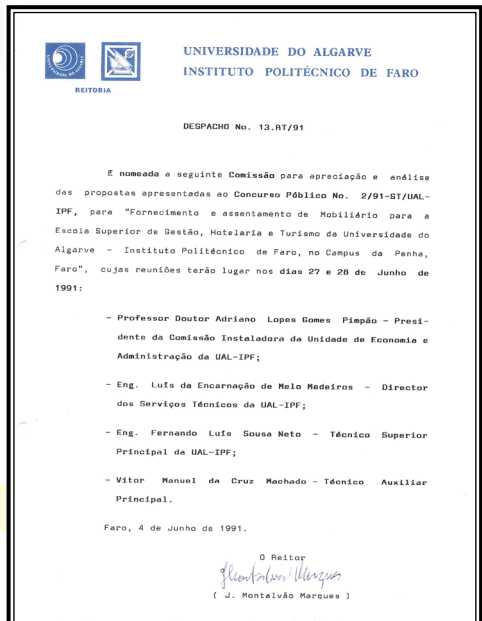 UNIVERSIDADE DO ALGARVE
INSTITUTO POLITÉCNICO DE FARO
REITORIA
DESPACHO No. 13.RT/91
É nomeada a seguinte Comissão para apreciação e análise
das propostas apresentadas ao Concurso Público No. 2/91-ST/UAL-
IPF, para "Fornecimento e assentamento de Mobiliário para a
Escola Superior de Gestão, Hotelaria e Turismo da Universidade do
Algarve - Instituto Politécnico de Faro, no Campus da Penha,
Faro", cujas reuniões terão lugar nos dias 27 e 28 de Junho de
1991:
- Professor Doutor Adriano Lopes Gomes Pimpão - Presi-
dente da Comissão Instaladora da Unidade de Economia e
Administração da UAL-IPF;
- Eng. Luís da Encarnação de Melo Medeiros - Director
dos Serviços Técnicos da UAL-IPF;
- Eng. Fernando Luís Sousa Neto - Técnico Superior
Principal da UAL-IPF;
- Vitor Manuel da Cruz Machado - Técnico Auxiliar
Principal.
Faro, 4 de Junho de 1991.
O Reitor
JMontalvão Marques
( J. Montalvão Marques )